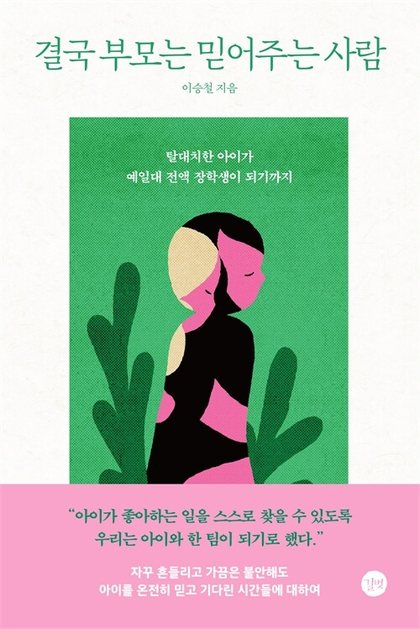 결국 부모는 믿어주는 사람
이승철 지음
탈대치한 아이가
예일대 전액 장학생이 되기까지
“아이가 좋아하는 일을 스스로 찾을 수 있도록
우리는 아이와 한 팀이 되기로 했다.”
자꾸 흔들리고 가끔은 불안해도
아이를 온전히 믿고 기다린 시간들에 대하여
길벗